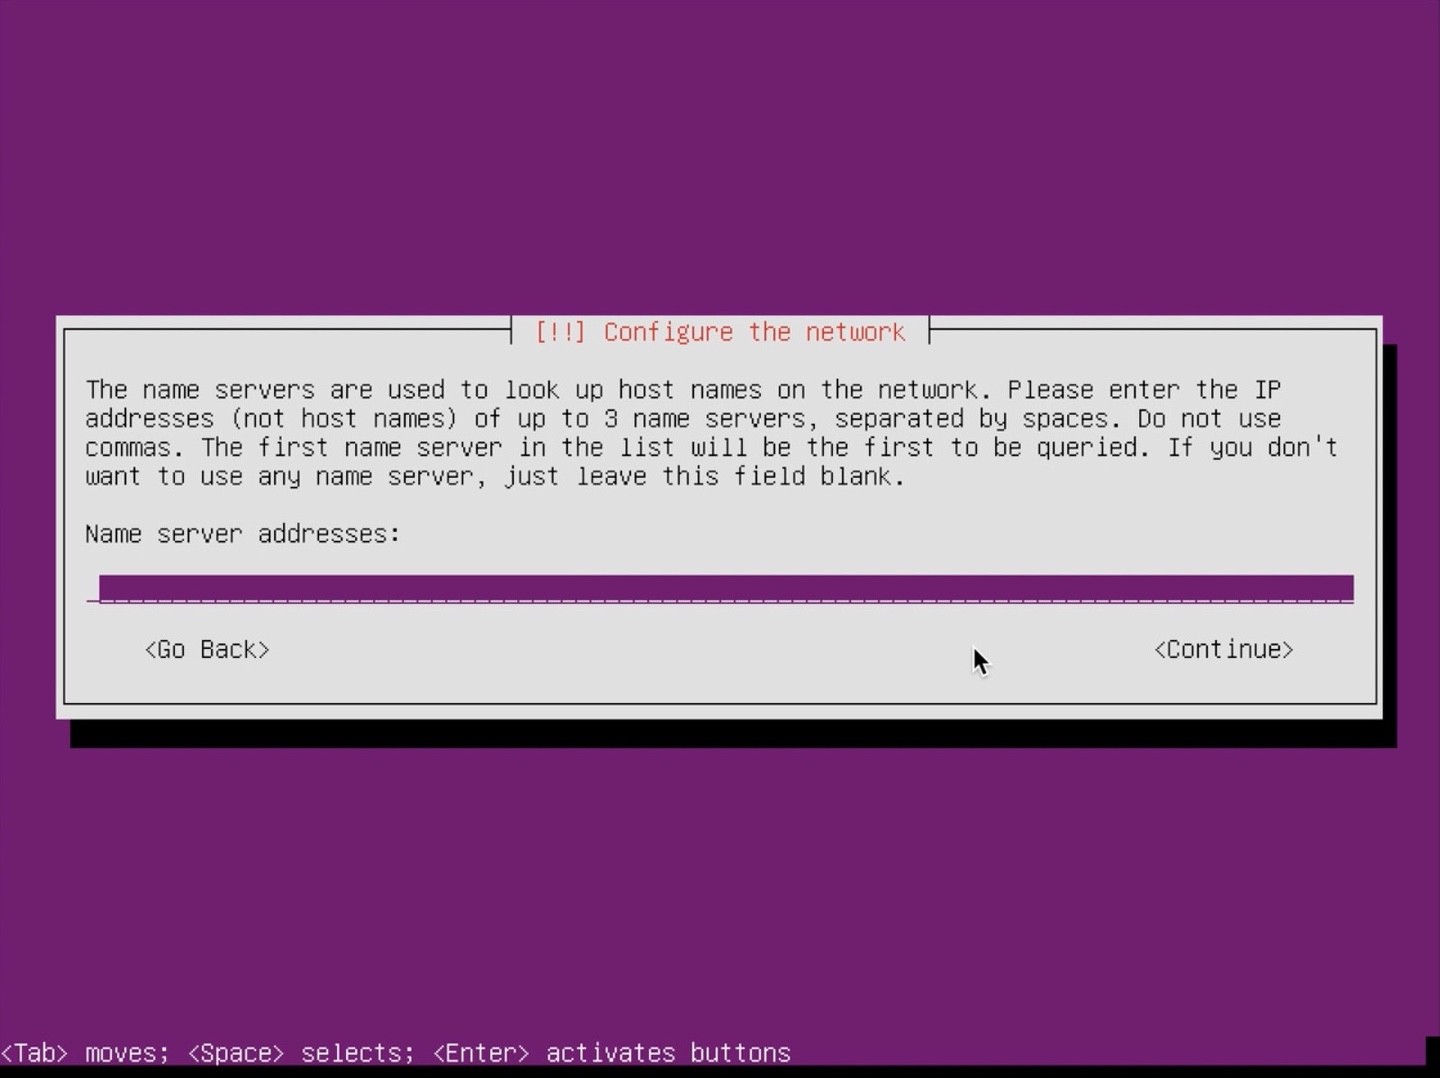 [!!] Configure the network
The name servers are used to look up host names on the network. Please enter the IP
addresses (not host names) of up to 3 name servers, separated by spaces. Do not use
commas. The first name server in the list will be the first to be queried. If you don't
want to use any name server, just leave this field blank.
Name server addresses:
<Go Back> <Continue>
<Tab> moves; <Space> selects; <Enter> activates buttons